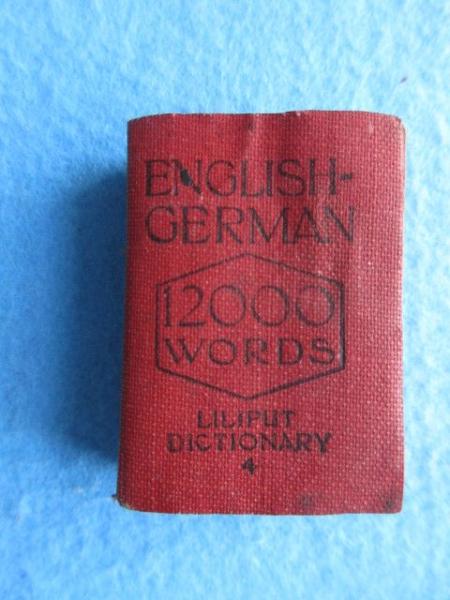 ENGLISH-
GERMAN
12000
WORDS
LILIPUT
DICTIONARY
4